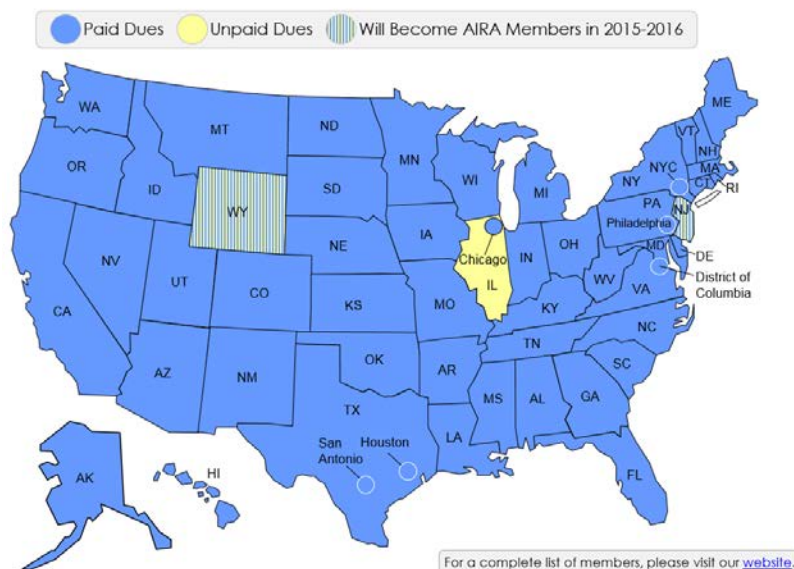 Paid Dues
Unpaid Dues
Will Become AIRA Members in 2015-2016
WA
MT
ND
MN
ME
VT
NH
OR
ID
SD
WI
MI
NYC
NY
MA
CT
RI
WY
IA
Chicago
IL
IN
OH
PA
Philadelphia
NJ
NV
UT
CO
NE
MD
DE
District of
Columbia
CA
KS
MO
KY
WV
VA
AZ
NM
OK
AR
TN
NC
SC
TX
LA
MS
AL
GA
San
Antonio
Houston
FL
AK
HI
For a complete list of members, please visit our website.